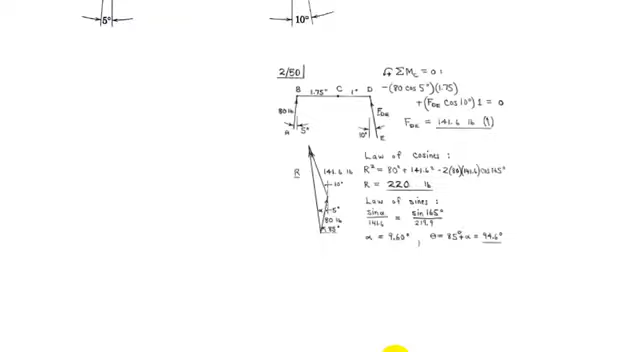 5°
10°
2/50
B 1.75" C 1" D
80 lb
F_DE
A 5°
10° E
ΣM_C = 0:
-(80 cos 5°)(1.75)
+(F_DE cos 10°) 1 = 0
F_DE = 141.6 lb (1)
R
141.6 lb
10°
α
5°
80 lb
85°
Law of cosines:
R² = 80² + 141.6² - 2(80)(141.6) cos 165°
R = 220 lb
Law of sines:
sin α / 141.6 = sin 165° / 219.9
α = 9.60°, θ = 85° + α = 94.6°